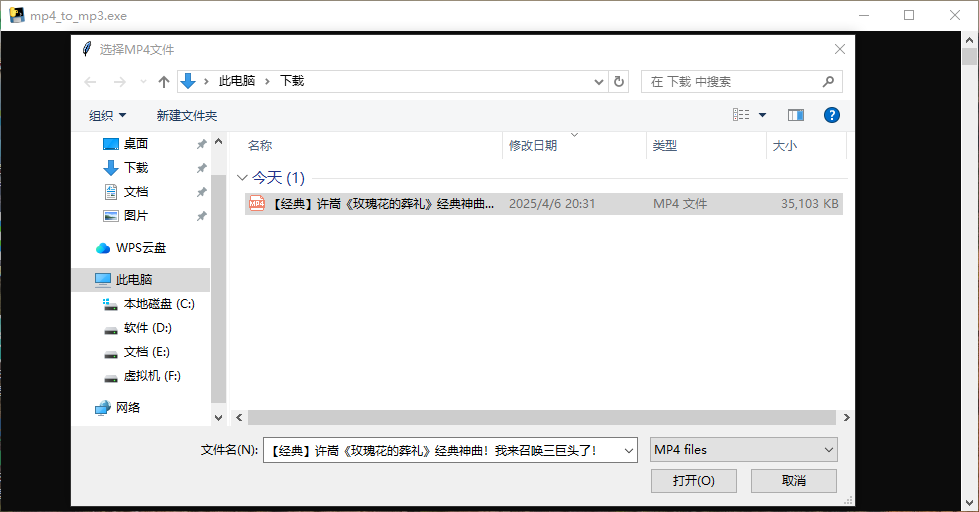 mp4_to_mp3.exe
选择MP4文件
此电脑 下载
在 下载 中搜索
组织 新建文件夹
名称 修改日期 类型 大小
桌面
下载
文档
图片
WPS云盘
此电脑
本地磁盘 (C:)
软件 (D:)
文档 (E:)
虚拟机 (F:)
网络
今天 (1)
MP4 【经典】许嵩《玫瑰花的葬礼》经典神曲... 2025/4/6 20:31 MP4 文件 35,103 KB
文件名(N): 【经典】许嵩《玫瑰花的葬礼》经典神曲！我来召唤三巨头了！ MP4 files
打开(O) 取消